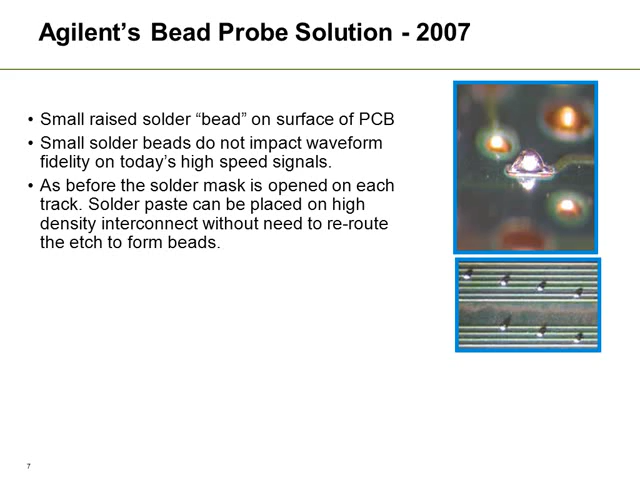 Agilent’s Bead Probe Solution - 2007
• Small raised solder “bead” on surface of PCB
• Small solder beads do not impact waveform
fidelity on today’s high speed signals.
• As before the solder mask is opened on each
track. Solder paste can be placed on high
density interconnect without need to re-route
the etch to form beads.
7